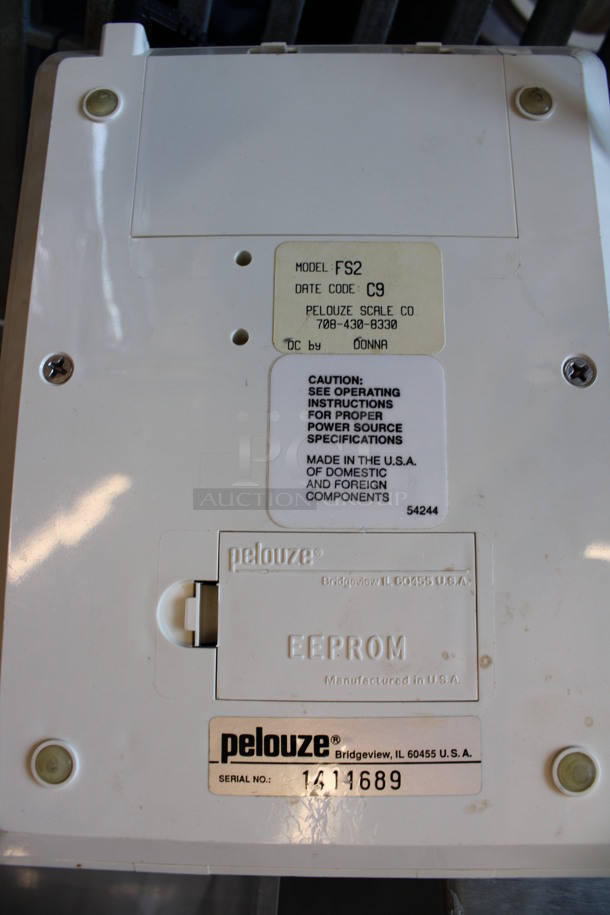 MODEL: FS2
DATE CODE: C9
PELOUZE SCALE CO
708-430-8330
QC by DONNA
CAUTION:
SEE OPERATING
INSTRUCTIONS
FOR PROPER
POWER SOURCE
SPECIFICATIONS
MADE IN THE U.S.A.
OF DOMESTIC
AND FOREIGN
COMPONENTS
54244
PCI
AUCTION GROUP
pelouze®
Bridgeview, IL 60455 U.S.A.
EEPROM
Manufactured in U.S.A.
pelouze®
Bridgeview, IL 60455 U.S.A.
SERIAL NO.: 1411689